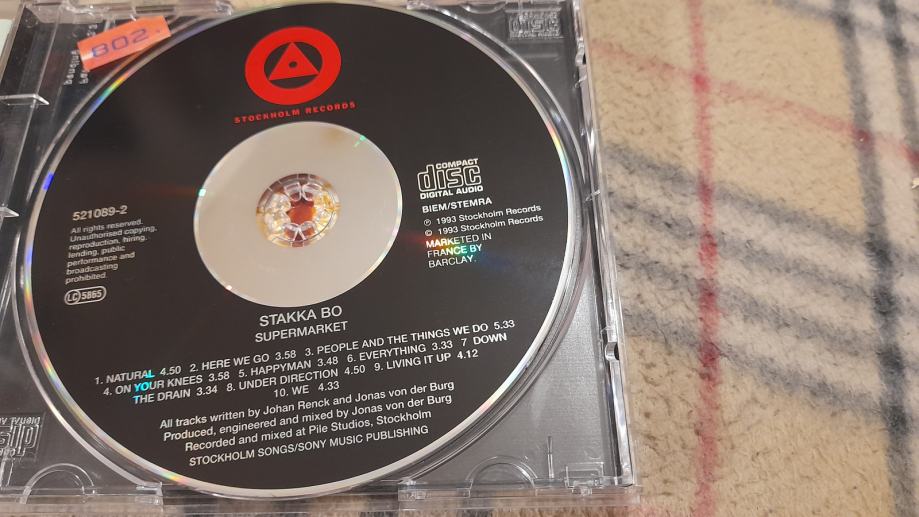 802
STOCKHOLM RECORDS
COMPACT
disc
DIGITAL AUDIO
BIEM/STEMRA
℗ 1993 Stockholm Records
© 1993 Stockholm Records
MARKETED IN
FRANCE BY
BARCLAY.
521089-2
All rights reserved.
Unauthorised copying,
reproduction, hiring,
lending, public
performance and
broadcasting
prohibited.
LC 5865
STAKKA BO
SUPERMARKET
1. NATURAL 4.50 2. HERE WE GO 3.58 3. PEOPLE AND THE THINGS WE DO 5.33
4. ON YOUR KNEES 3.58 5. HAPPYMAN 3.48 6. EVERYTHING 3.33 7 DOWN
THE DRAIN 3.34 8. UNDER DIRECTION 4.50 9. LIVING IT UP 4.12
10. WE 4.33
All tracks written by Johan Renck and Jonas von der Burg
Produced, engineered and mixed by Jonas von der Burg
Recorded and mixed at Pile Studios, Stockholm
STOCKHOLM SONGS/SONY MUSIC PUBLISHING